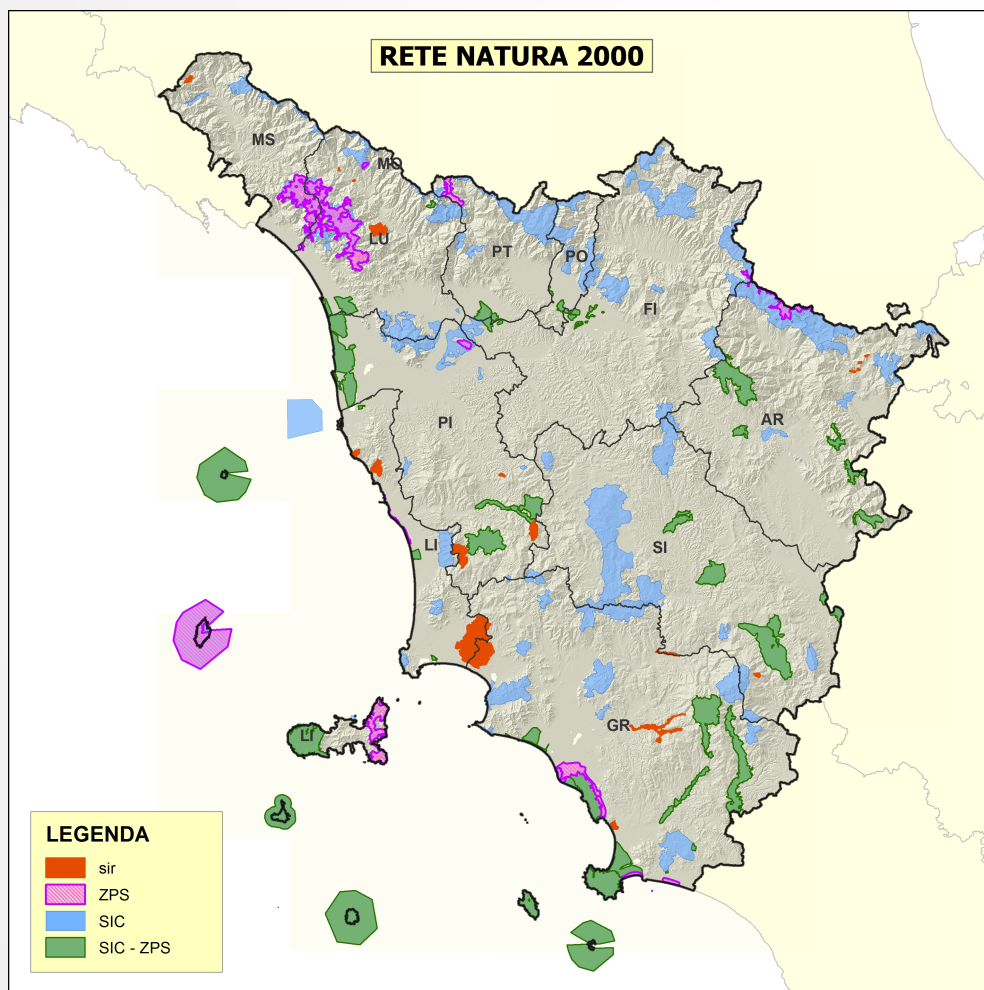 RETE NATURA 2000
MS
MO
LU
PT
PO
FI
PI
AR
LI
SI
GR
LI
LEGENDA
sir
ZPS
SIC
SIC - ZPS